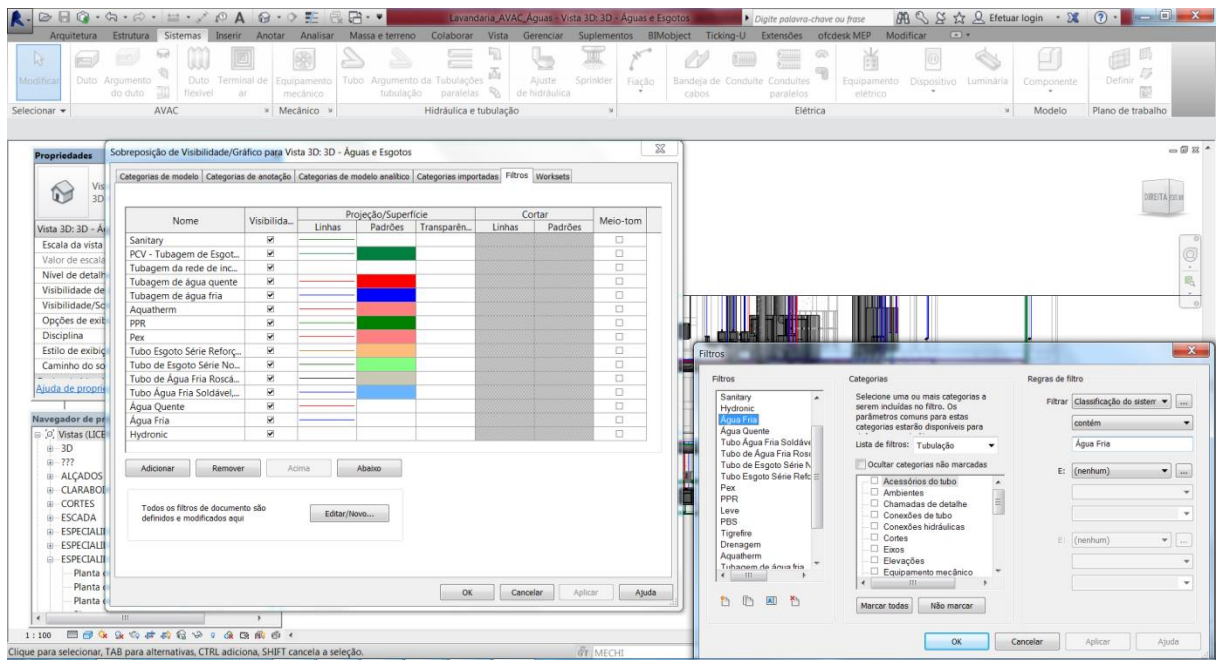 Lavandaria_AVAC_Águas - Vista 3D: 3D - Águas e Esgotos
Digite palavra-chave ou frase
Efetuar login
Arquitetura Estrutura Sistemas Inserir Anotar Analisar Massa e terreno Colaborar Vista Gerenciar Suplementos BIMobject Ticking-U Extensões ofcdesk MEP Modificar
Modificar
Duto
Argumento do duto
Duto flexível
Terminal de ar
Equipamento mecânico
Tubo
Argumento da tubulação
Tubulações paralelas
Ajuste de hidráulica
Sprinkler
Fiação
Bandeja de cabos
Conduite
Conduites paralelos
Equipamento elétrico
Dispositivo
Luminária
Componente
Definir
Selecionar AVAC Mecânico Hidráulica e tubulação Elétrica Modelo Plano de trabalho
Propriedades
Vis
3D
Vista 3D: 3D - Ág
Escala da vista
Valor de escala
Nível de detalh
Visibilidade de
Visibilidade/So
Opções de exib
Disciplina
Estilo de exibiç
Caminho do so
Ajuda de proprie
Navegador de pr
Vistas (LICE
3D
???
ALÇADOS
CLARABOI
CORTES
ESCADA
ESPECIALII
ESPECIALII
ESPECIALII
Planta
Planta
Planta
Sobreposição de Visibilidade/Gráfico para Vista 3D: 3D - Águas e Esgotos
Categorias de modelo Categorias de anotação Categorias de modelo analítico Categorias importadas Filtros Worksets
Nome Visibilida... Projeção/Superfície Cortar Meio-tom
Linhas Padrões Transparên... Linhas Padrões
Sanitary
PCV - Tubagem de Esgot...
Tubagem da rede de inc...
Tubagem de água quente
Tubagem de água fria
Aquatherm
PPR
Pex
Tubo Esgoto Série Reforç...
Tubo de Esgoto Série No...
Tubo de Água Fria Roscá...
Tubo Água Fria Soldável,...
Água Quente
Água Fria
Hydronic
Adicionar Remover Acima Abaixo
Todos os filtros de documento são
definidos e modificados aqui
Editar/Novo...
OK Cancelar Aplicar Ajuda
DIREITA
Filtros
Filtros
Sanitary
Hydronic
Água Fria
Água Quente
Tubo Água Fria Soldáve
Tubo de Água Fria Rosc
Tubo de Esgoto Série N
Tubo Esgoto Série Refc
Pex
PPR
Leve
PBS
Tigrefire
Drenagem
Aquatherm
Tubagem de água fria
Categorias
Selecione uma ou mais categorias a
serem incluídas no filtro. Os
parâmetros comuns para estas
categorias estarão disponíveis para
Lista de filtros: Tubulação
Ocultar categorias não marcadas
Acessórios do tubo
Ambientes
Chamadas de detalhe
Conexões de tubo
Conexões hidráulicas
Cortes
Eixos
Elevações
Equipamento mecânico
Marcar todas Não marcar
Regras de filtro
Filtrar Classificação do sistem ...
contém
Água Fria
E: (nenhum) ...
E: (nenhum) ...
OK Cancelar Aplicar Ajuda
1 : 100
Clique para selecionar, TAB para alternativas, CTRL adiciona, SHIFT cancela a seleção.
MECHI